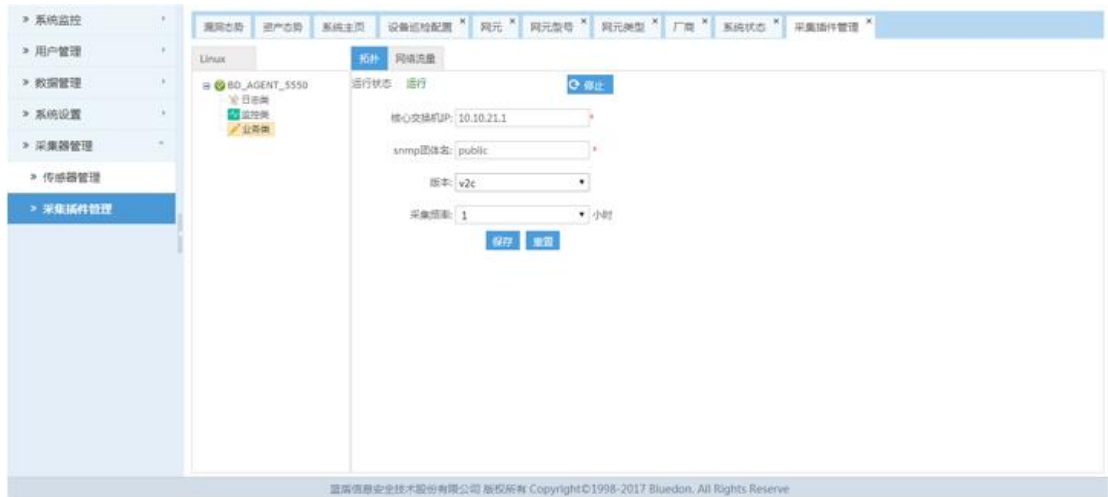 » 系统监控
» 用户管理
» 数据管理
» 系统设置
» 采集器管理
» 传感器管理
> 采集插件管理
漏洞态势 资产态势 系统主页 设备巡检配置 × 网元 × 网元型号 × 网元类型 × 厂商 × 系统状态 × 采集插件管理 ×
Linux
BD_AGENT_5550
日志类
监控类
业务类
拓扑 网络流量
运行状态 运行 停止
核心交换机IP: 10.10.21.1 *
snmp团体名: public *
版本: v2c
采集频率: 1 小时
保存 重置
蓝盾信息安全技术股份有限公司 版权所有 Copyright©1998-2017 Bluedon. All Rights Reserve